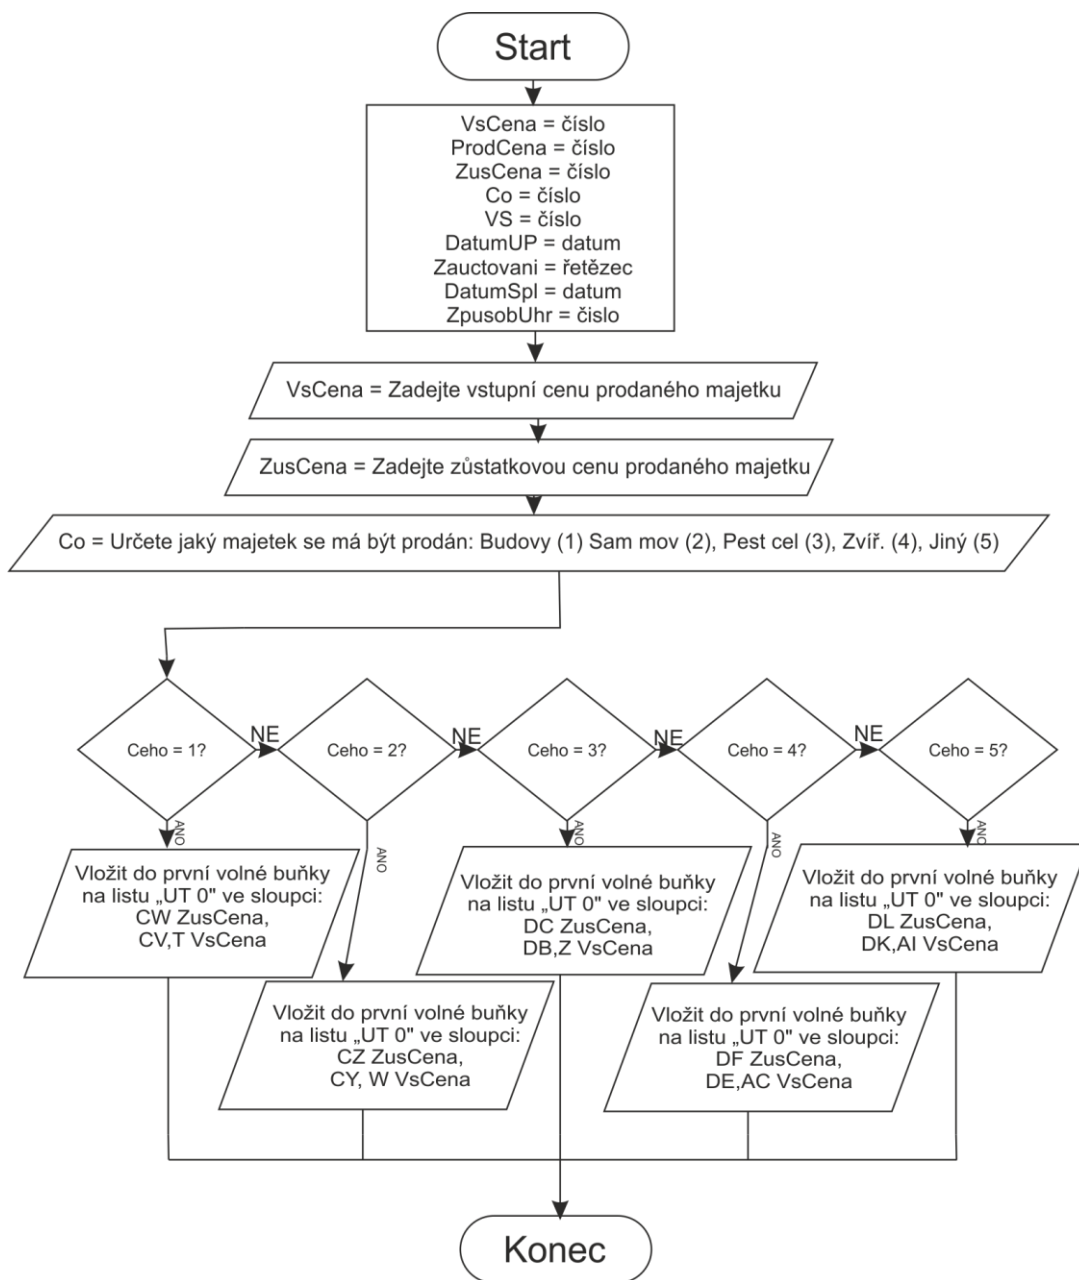 Start
VsCena = číslo
ProdCena = číslo
ZusCena = číslo
Co = číslo
VS = číslo
DatumUP = datum
Zauctovani = řetězec
DatumSpl = datum
ZpusobUhr = čislo
VsCena = Zadejte vstupní cenu prodaného majetku
ZusCena = Zadejte zůstatkovou cenu prodaného majetku
Co = Určete jaký majetek se má být prodán: Budovy (1) Sam mov (2), Pest cel (3), Zvíř. (4), Jiný (5)
Ceho = 1?
NE
Ceho = 2?
NE
Ceho = 3?
NE
Ceho = 4?
NE
Ceho = 5?
ANO
ANO
ANO
ANO
ANO
Vložit do první volné buňky
na listu „UT 0" ve sloupci:
CW ZusCena,
CV,T VsCena
Vložit do první volné buňky
na listu „UT 0" ve sloupci:
CZ ZusCena,
CY, W VsCena
Vložit do první volné buňky
na listu „UT 0" ve sloupci:
DC ZusCena,
DB,Z VsCena
Vložit do první volné buňky
na listu „UT 0" ve sloupci:
DF ZusCena,
DE,AC VsCena
Vložit do první volné buňky
na listu „UT 0" ve sloupci:
DL ZusCena,
DK,AI VsCena
Konec